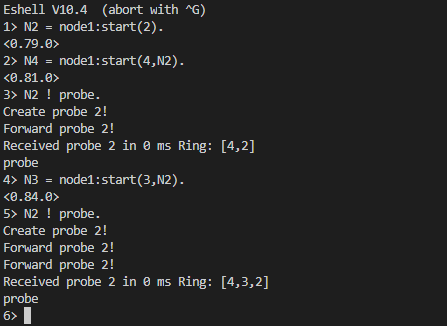 Eshell V10.4  (abort with ^G)
1> N2 = node1:start(2).
<0.79.0>
2> N4 = node1:start(4,N2).
<0.81.0>
3> N2 ! probe.
Create probe 2!
Forward probe 2!
Received probe 2 in 0 ms Ring: [4,2]
probe
4> N3 = node1:start(3,N2).
<0.84.0>
5> N2 ! probe.
Create probe 2!
Forward probe 2!
Forward probe 2!
Received probe 2 in 0 ms Ring: [4,3,2]
probe
6>